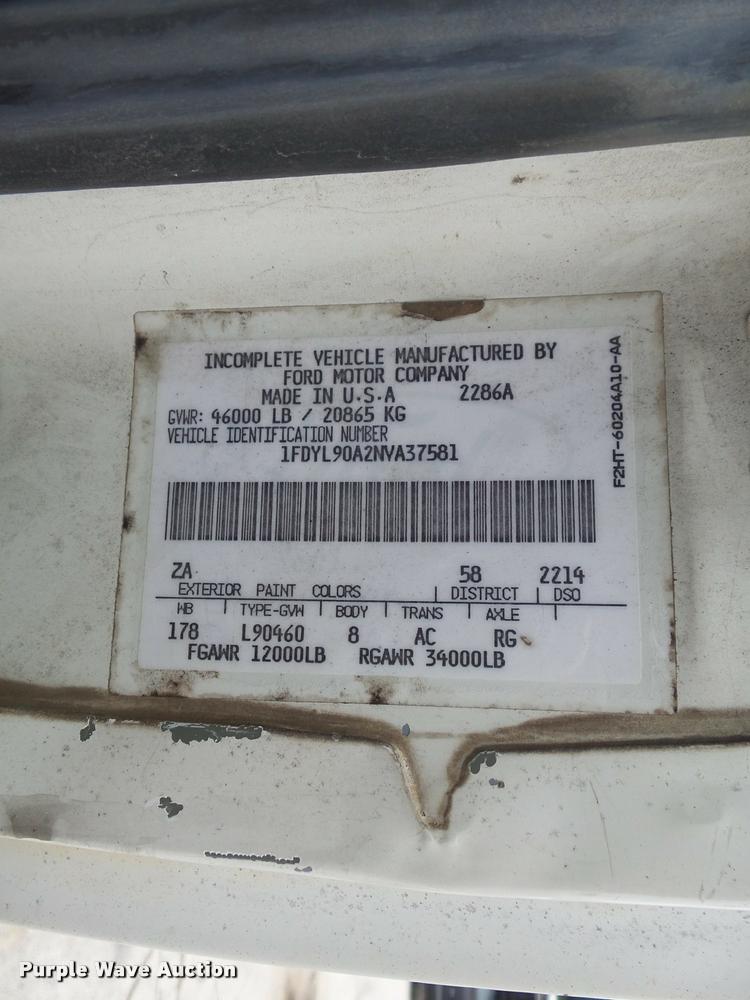 INCOMPLETE VEHICLE MANUFACTURED BY
FORD MOTOR COMPANY
MADE IN U.S.A 2286A
GVWR: 46000 LB / 20865 KG
VEHICLE IDENTIFICATION NUMBER
1FDYL90A2NVA37581
F2HT-60204A10-AA
ZA 58 2214
EXTERIOR PAINT COLORS DISTRICT DSO
WB TYPE-GVW BODY TRANS AXLE
178 L90460 8 AC RG
FGAWR 12000LB RGAWR 34000LB
Purple Wave Auction